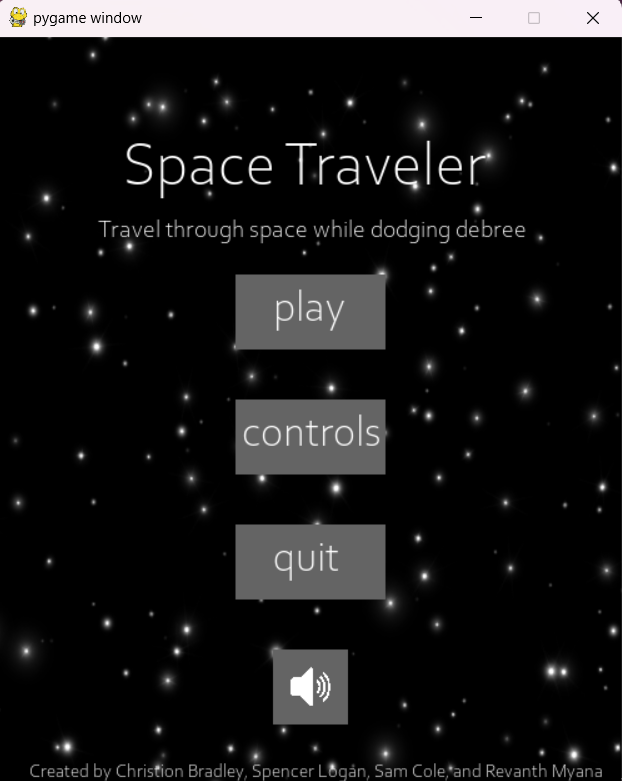 pygame window
Space Traveler
Travel through space while dodging debree
play
controls
quit
Created by Christion Bradley, Spencer Logan, Sam Cole, and Revanth Myana